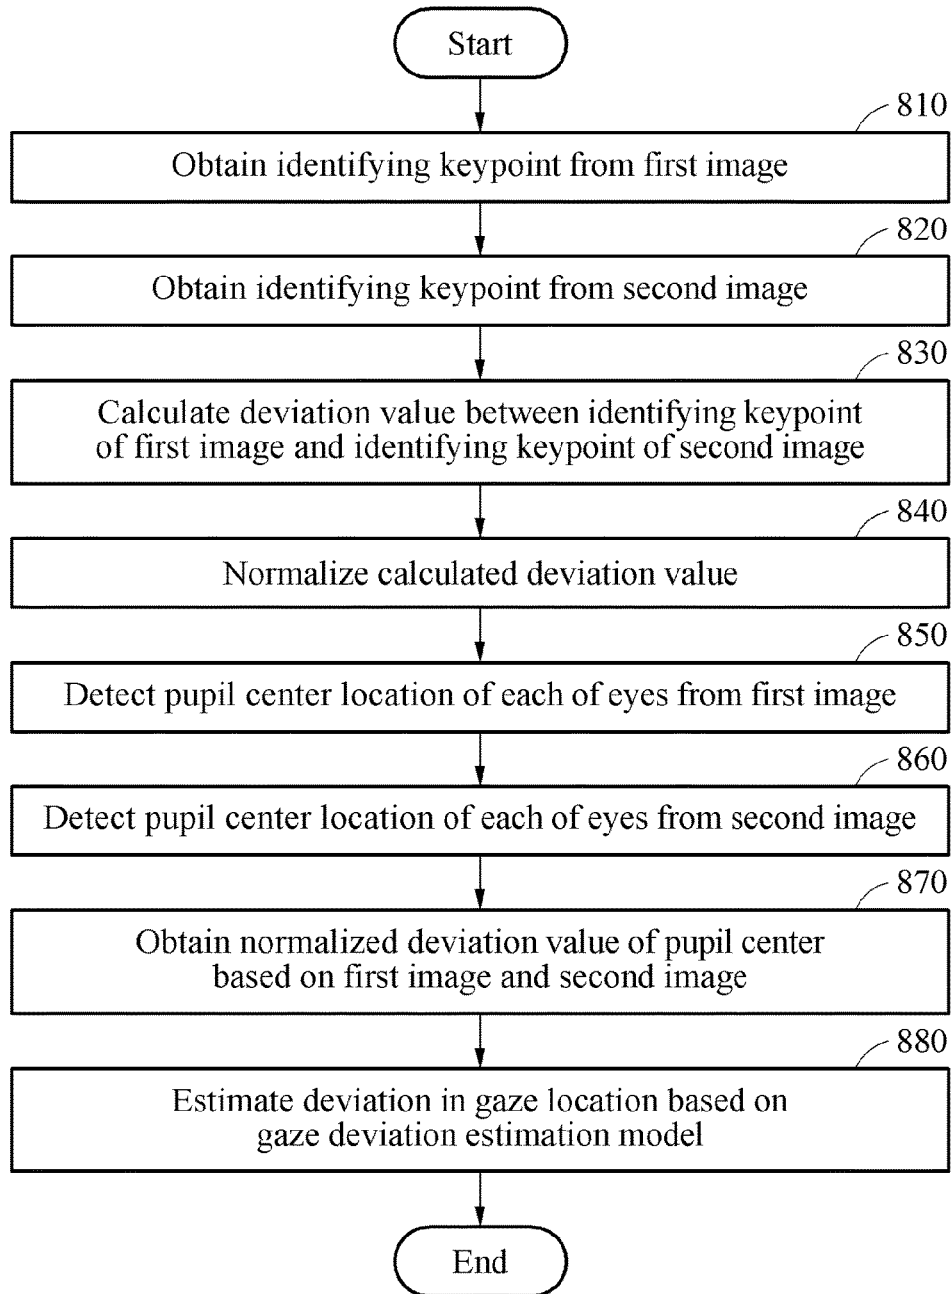 Start
810
Obtain identifying keypoint from first image
820
Obtain identifying keypoint from second image
830
Calculate deviation value between identifying keypoint
of first image and identifying keypoint of second image
840
Normalize calculated deviation value
850
Detect pupil center location of each of eyes from first image
860
Detect pupil center location of each of eyes from second image
870
Obtain normalized deviation value of pupil center
based on first image and second image
880
Estimate deviation in gaze location based on
gaze deviation estimation model
End